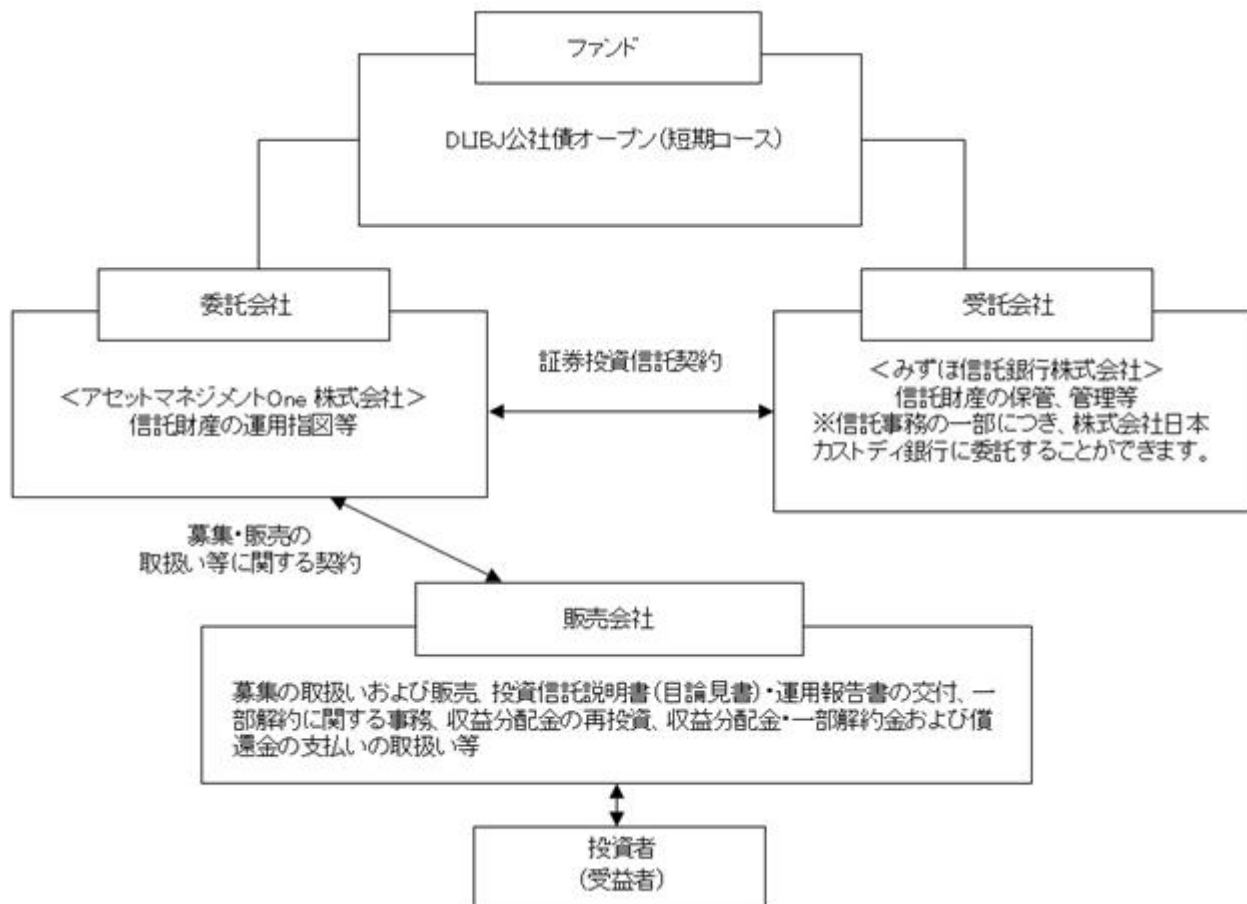 ファンド
DLIBJ公社債オープン(短期コース)
委託会社
受託会社
<アセットマネジメントOne 株式会社>
信託財産の運用指図等
証券投資信託契約
<みずほ信託銀行株式会社>
信託財産の保管、管理等
※信託事務の一部につき、株式会社日本
カストディ銀行に委託することができます。
募集・販売の
取扱い等に関する契約
販売会社
募集の取扱いおよび販売、投資信託説明書(目論見書)・運用報告書の交付、一
部解約に関する事務、収益分配金の再投資、収益分配金・一部解約金および償
還金の支払いの取扱い等
投資者
(受益者)